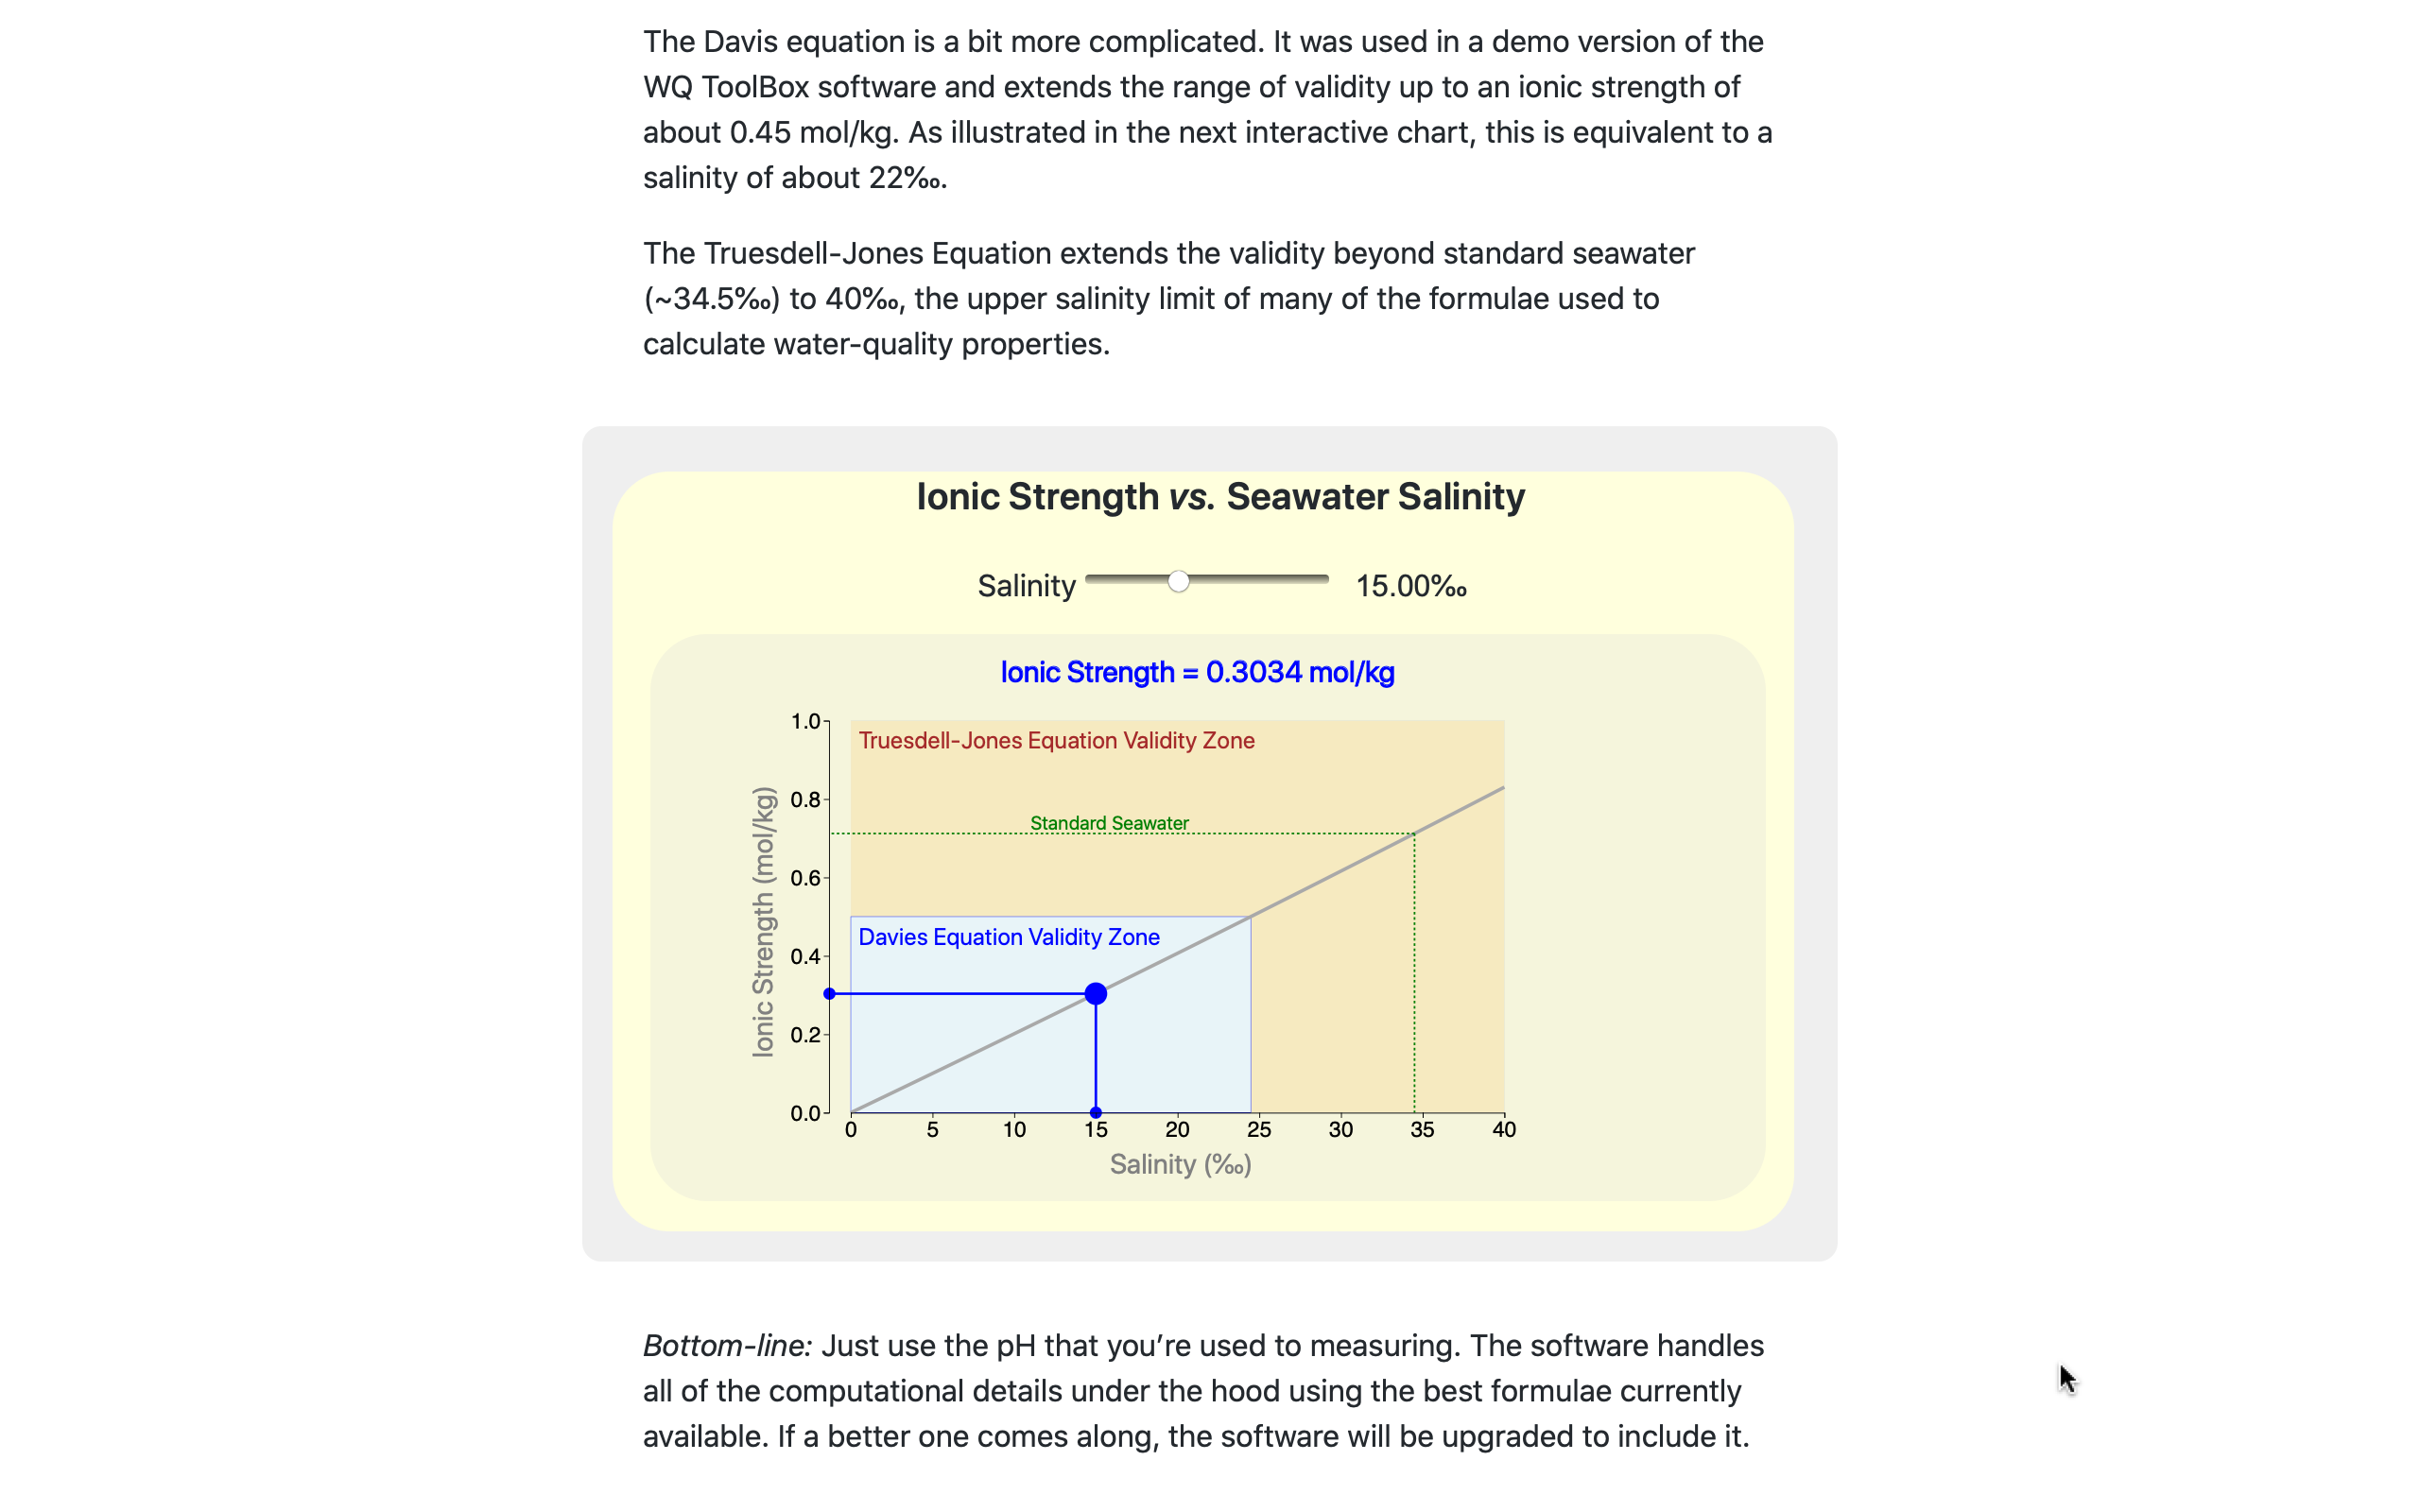 The Davis equation is a bit more complicated. It was used in a demo version of the
WQ ToolBox software and extends the range of validity up to an ionic strength of
about 0.45 mol/kg. As illustrated in the next interactive chart, this is equivalent to a
salinity of about 22‰.
The Truesdell-Jones Equation extends the validity beyond standard seawater
(~34.5‰) to 40‰, the upper salinity limit of many of the formulae used to
calculate water-quality properties.
Ionic Strength vs. Seawater Salinity
Salinity 15.00‰
Ionic Strength = 0.3034 mol/kg
1.0
Truesdell-Jones Equation Validity Zone
0.8
Standard Seawater
0.6
Davies Equation Validity Zone
0.4
0.2
0.0
Ionic Strength (mol/kg)
0 5 10 15 20 25 30 35 40
Salinity (‰)
Bottom-line: Just use the pH that you’re used to measuring. The software handles
all of the computational details under the hood using the best formulae currently
available. If a better one comes along, the software will be upgraded to include it.